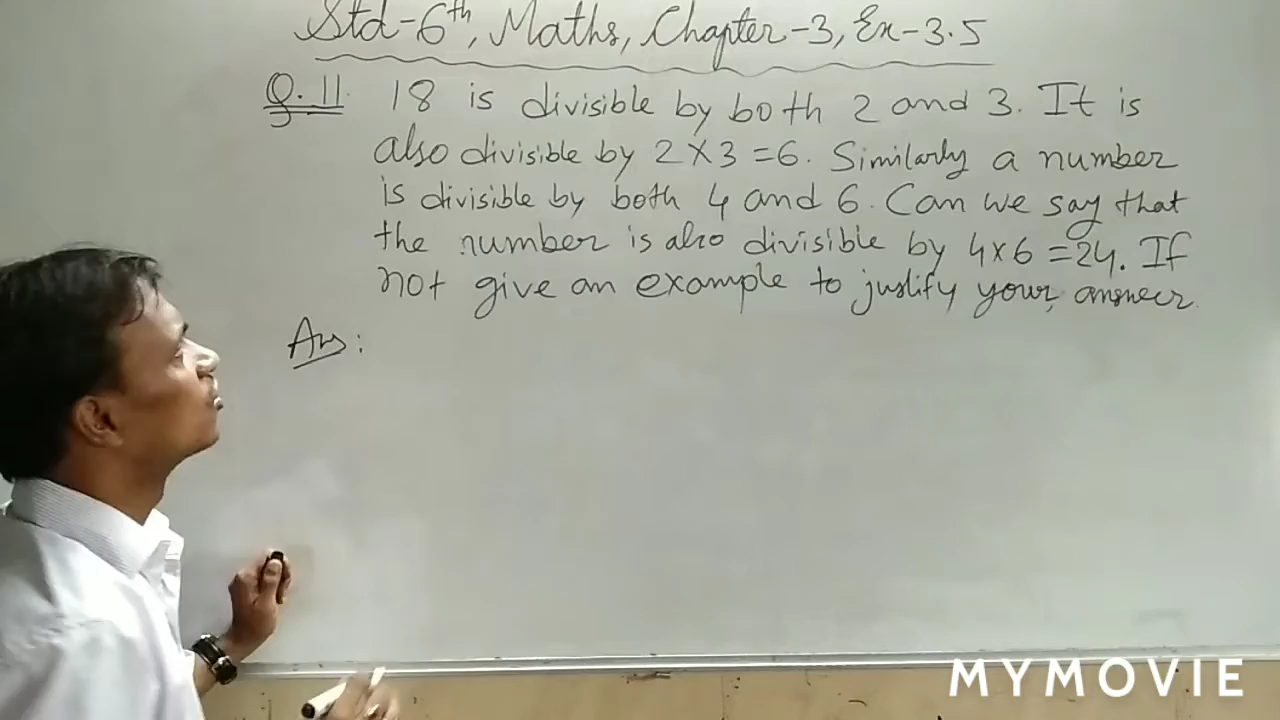 Std-6th, Maths, Chapter-3, Ex-3.5
Q. 11. 18 is divisible by both 2 and 3. It is
also divisible by 2×3=6. Similarly a number
is divisible by both 4 and 6. Can we say that
the number is also divisible by 4×6=24. If
not give an example to justify your answer.
Ans:
MYMOVIE